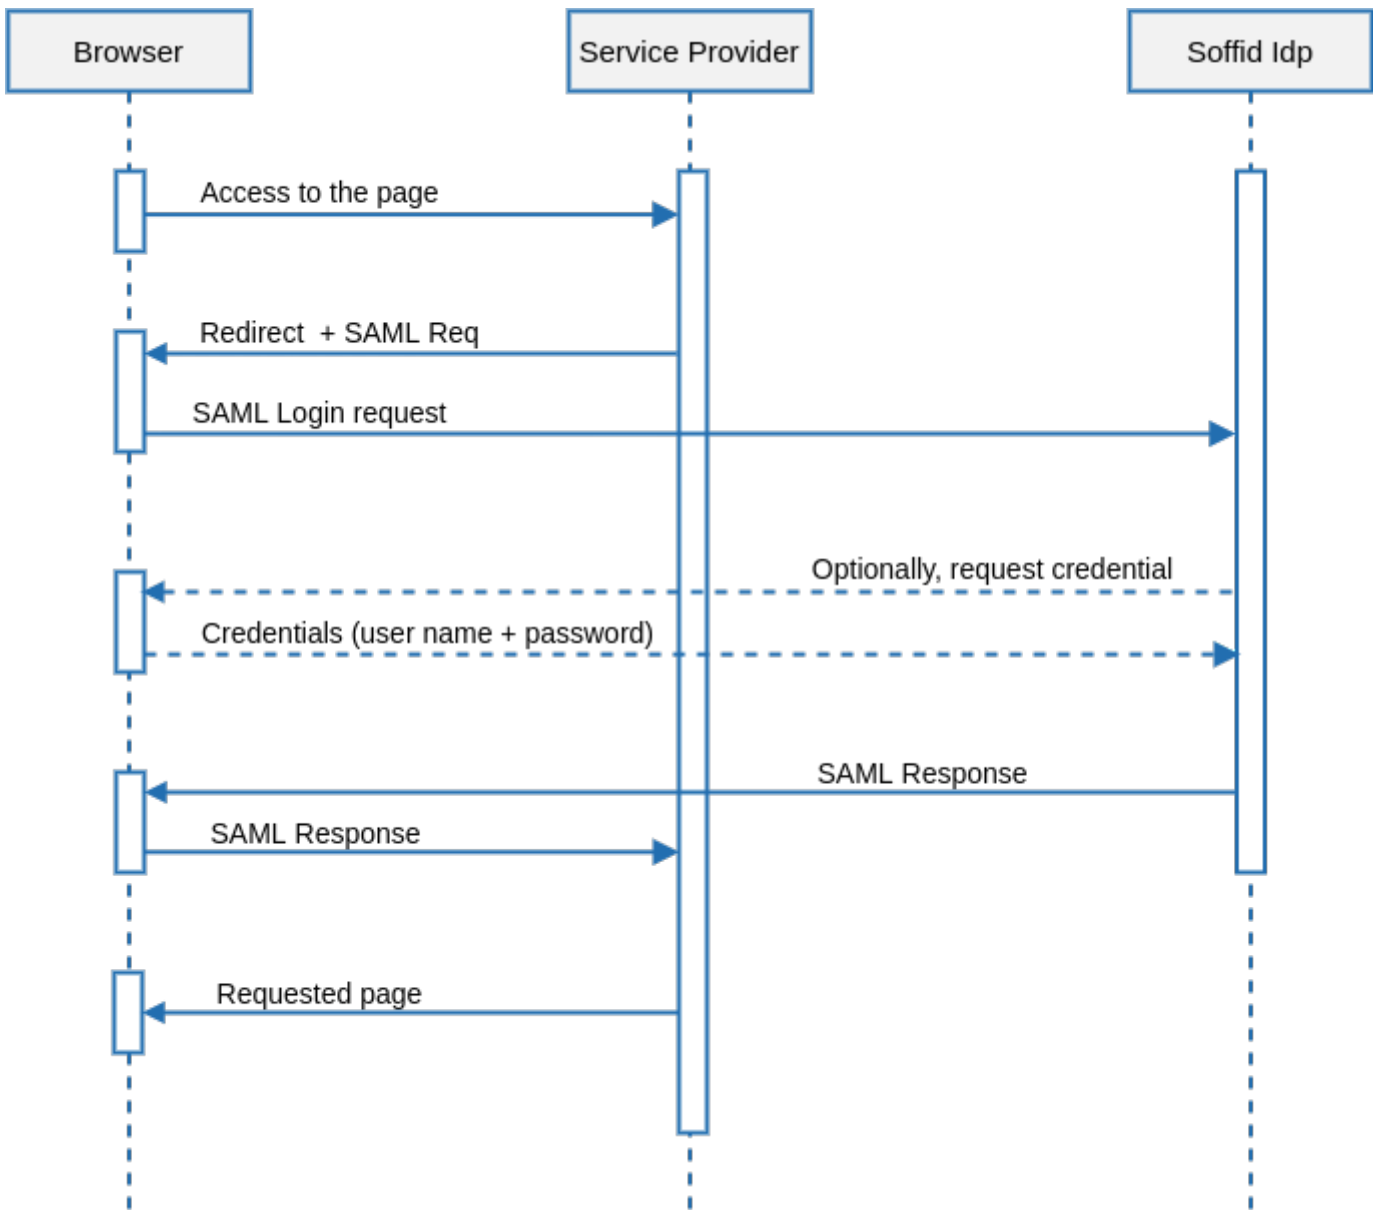 Browser
Service Provider
Soffid Idp
Access to the page
Redirect  + SAML Req
SAML Login request
Optionally, request credential
Credentials (user name + password)
SAML Response
SAML Response
Requested page